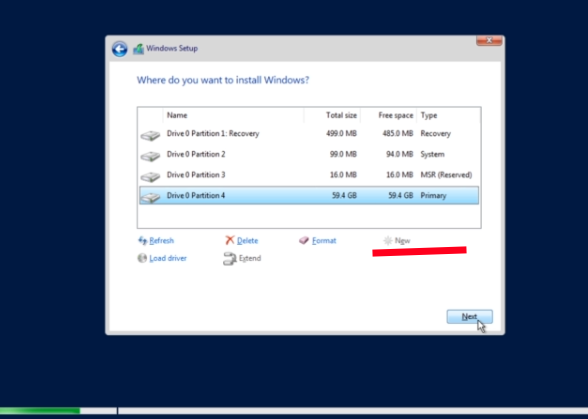 Windows Setup
Where do you want to install Windows?
Name Total size Free space Type
Drive 0 Partition 1: Recovery 499.0 MB 485.0 MB Recovery
Drive 0 Partition 2 99.0 MB 94.0 MB System
Drive 0 Partition 3 16.0 MB 16.0 MB MSR (Reserved)
Drive 0 Partition 4 59.4 GB 59.4 GB Primary
Refresh Delete Format New
Load driver Extend
Next